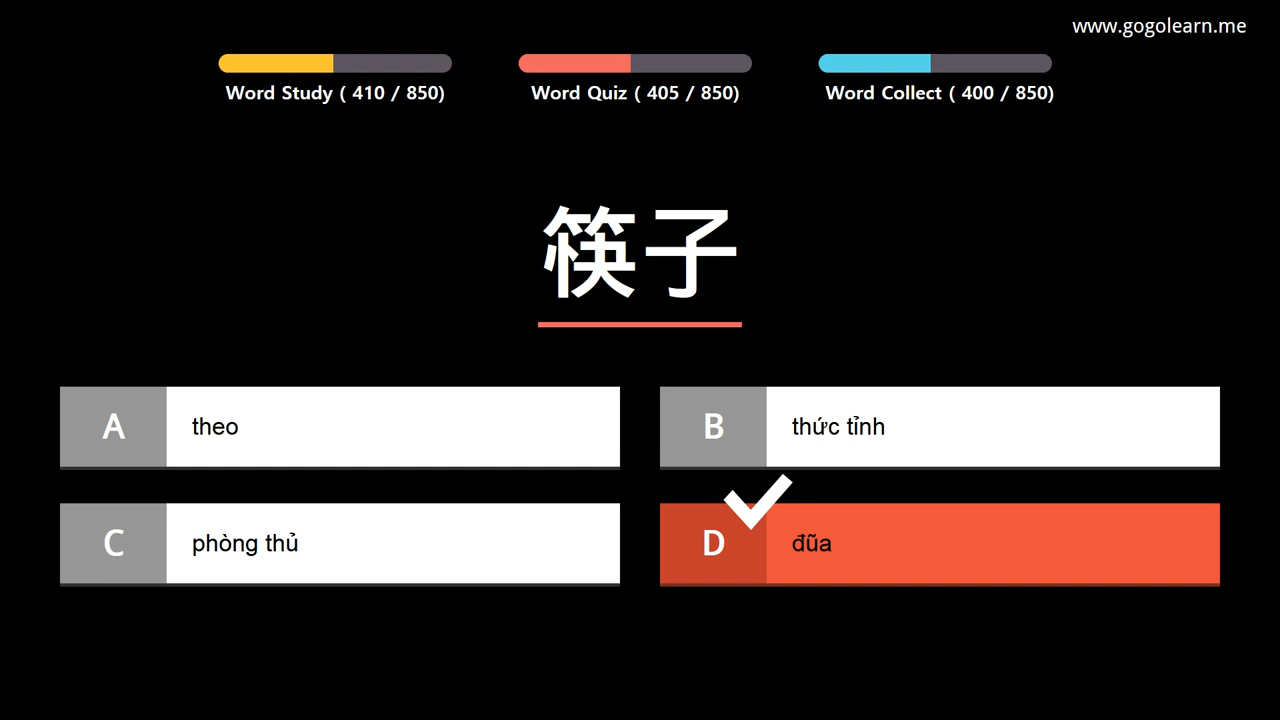 www.gogolearn.me
Word Study ( 410 / 850)
Word Quiz ( 405 / 850)
Word Collect ( 400 / 850)
筷子
A theo
B thức tỉnh
C phòng thủ
D đũa